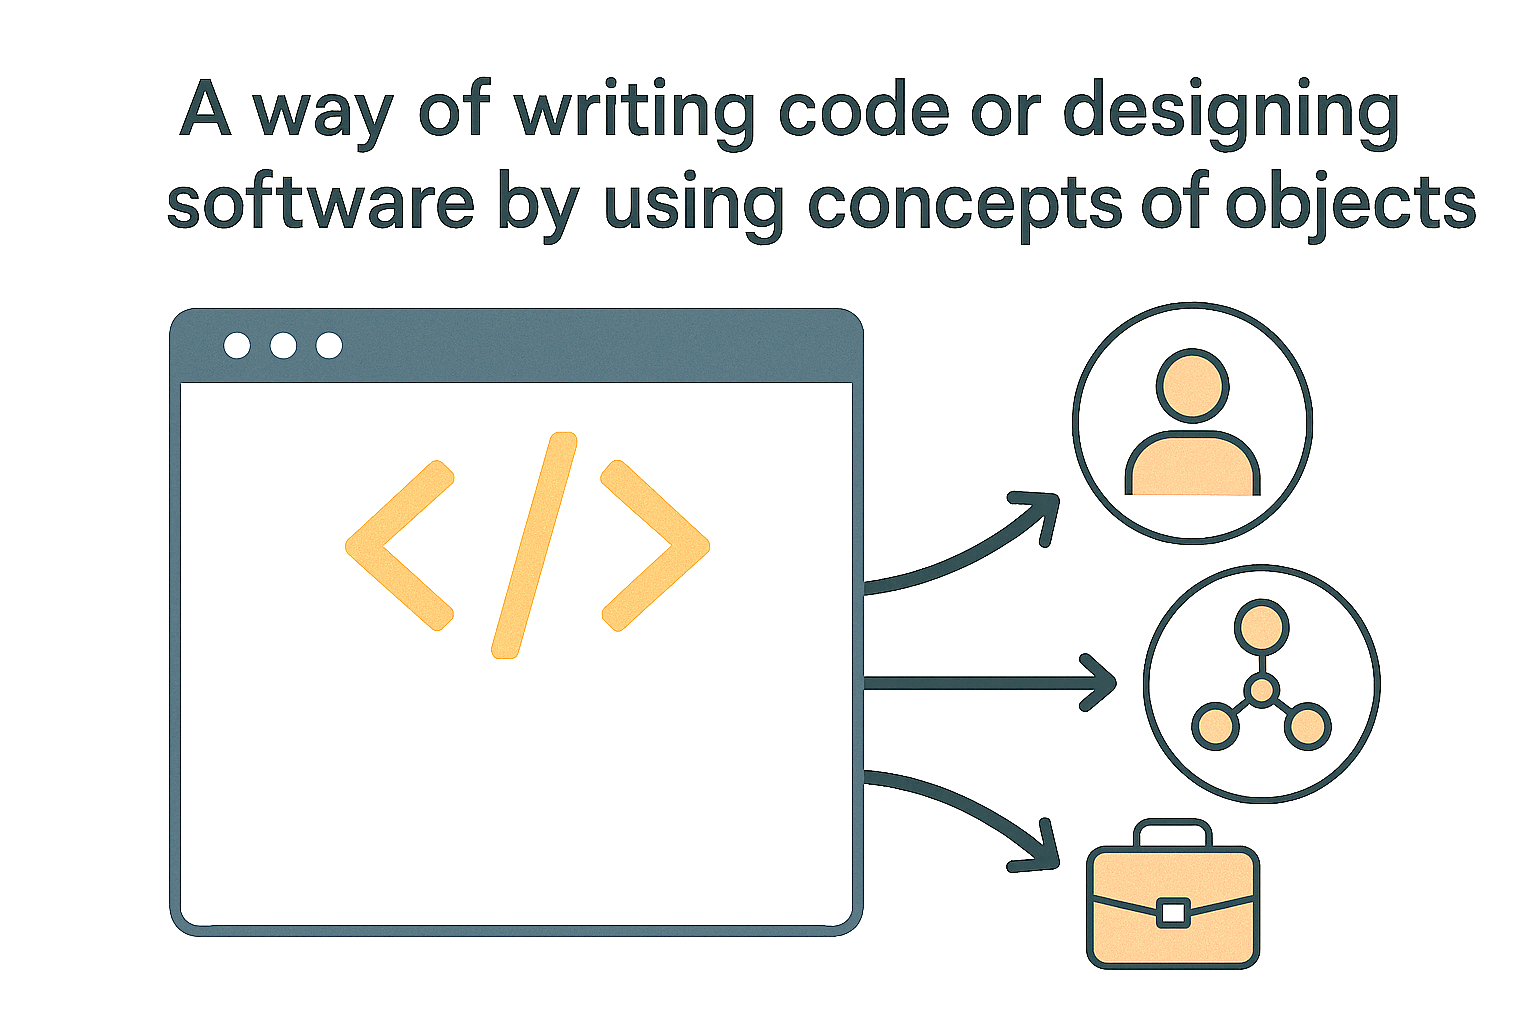 A way of writing code or designing
software by using concepts of objects
</>